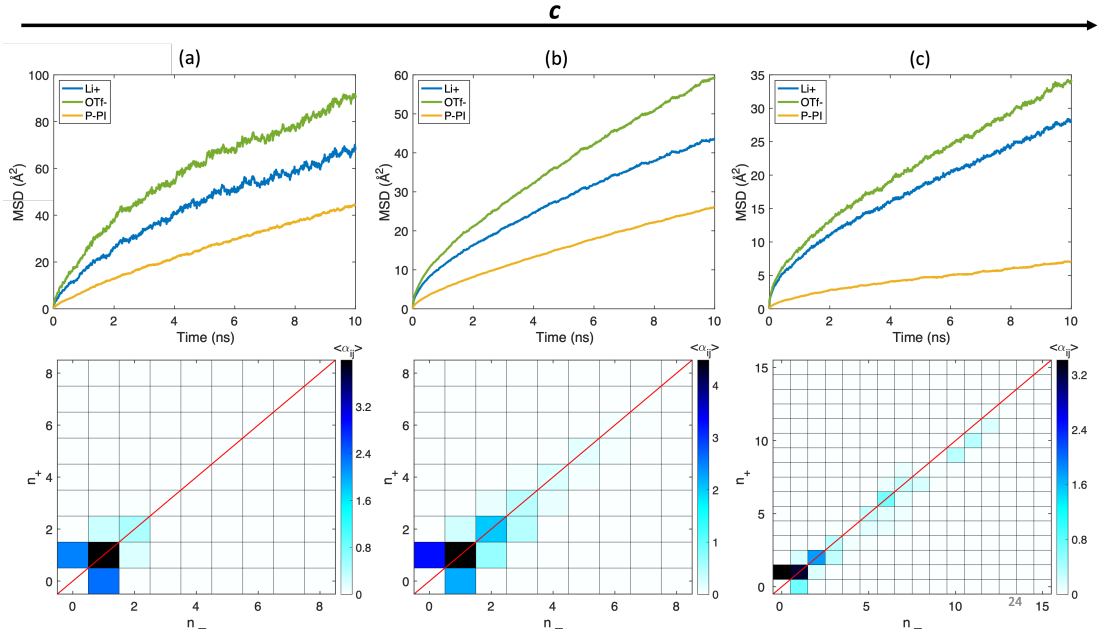 c
(a)
(b)
(c)
100
80
60
40
20
0
MSD (Å²)
Li+
OTf-
P-PI
0 2 4 6 8 10
Time (ns)
60
50
40
30
20
10
0
MSD (Å²)
Li+
OTf-
P-PI
0 2 4 6 8 10
Time (ns)
35
30
25
20
15
10
5
0
MSD (Å²)
Li+
OTf-
P-PI
0 2 4 6 8 10
Time (ns)
<αij>
8
6
4
2
0
n+
0 2 4 6 8
n−
3.2
2.4
1.6
0.8
0
<αij>
8
6
4
2
0
n+
0 2 4 6 8
n−
4
3
2
1
0
<αij>
15
10
5
0
n+
0 5 10 15
n−
3.2
2.4
1.6
0.8
0
24